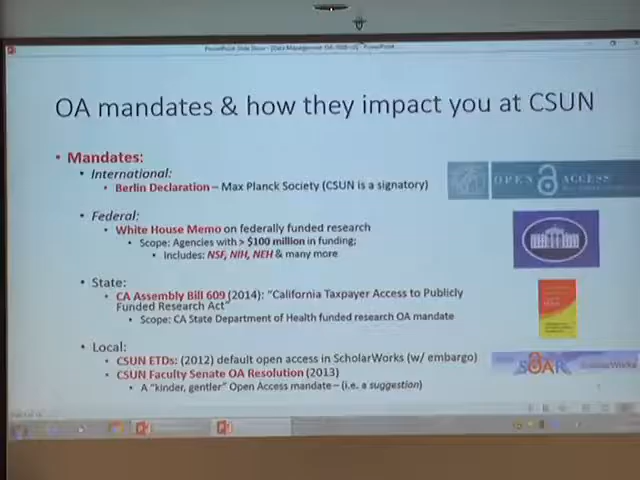 OA mandates & how they impact you at CSUN
• Mandates:
• International:
• Berlin Declaration – Max Planck Society (CSUN is a signatory)
OPEN ACCESS
• Federal:
• White House Memo on federally funded research
• Scope: Agencies with > $100 million in funding;
• Includes: NSF, NIH, NEH & many more
• State:
• CA Assembly Bill 609 (2014): "California Taxpayer Access to Publicly
Funded Research Act"
• Scope: CA State Department of Health funded research OA mandate
• Local:
• CSUN ETDs: (2012) default open access in ScholarWorks (w/ embargo)
• CSUN Faculty Senate OA Resolution (2013)
• A "kinder, gentler" Open Access mandate – (i.e. a suggestion)
SOAR ScholarWorks